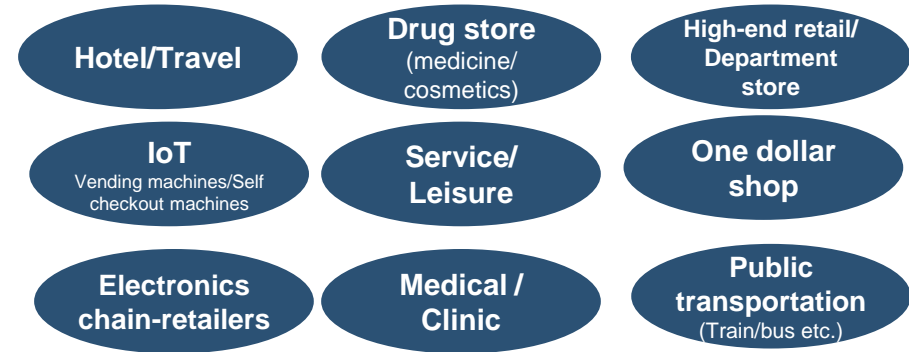 Hotel/Travel
Drug store
(medicine/
cosmetics)
High-end retail/
Department
store
IoT
Vending machines/Self
checkout machines
Service/
Leisure
One dollar
shop
Electronics
chain-retailers
Medical /
Clinic
Public
transportation
(Train/bus etc.)